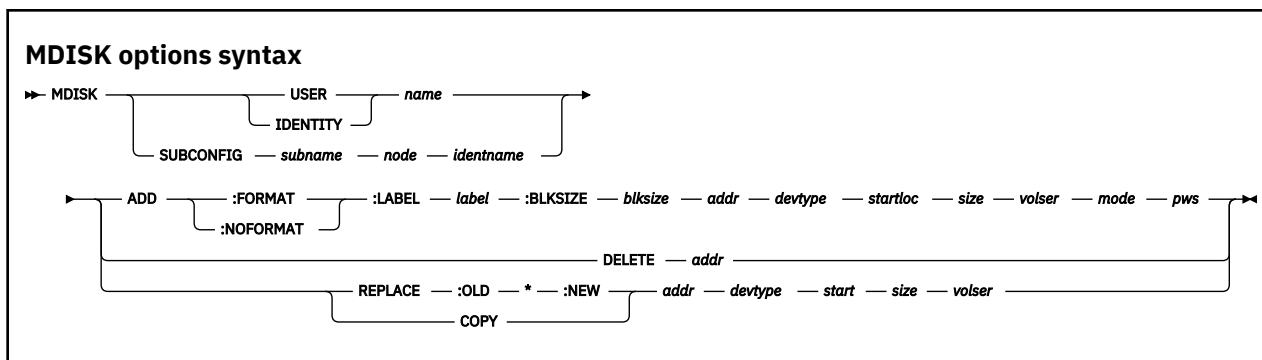 MDISK options syntax
MDISK USER name
IDENTITY
SUBCONFIG subname node identname
ADD :FORMAT :LABEL label :BLKSIZE blksize addr devtype startloc size volser mode pws
:NOFORMAT
DELETE addr
REPLACE :OLD * :NEW addr devtype start size volser
COPY